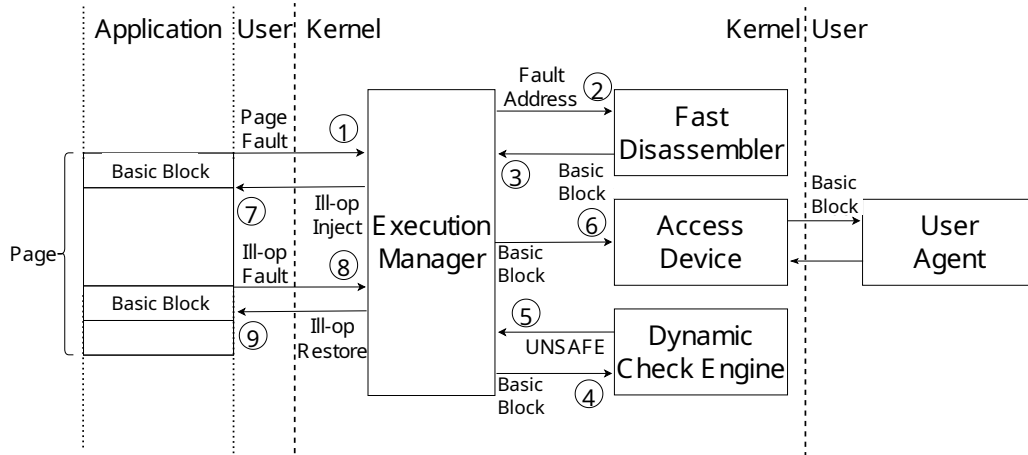 Application
User
Kernel
Kernel
User
Page
Fault
1
Basic Block
7
Ill-op
Inject
Page
Ill-op
Fault
8
Basic Block
9
Ill-op
Restore
Execution
Manager
Fault
Address
2
Fast
Disassembler
3
Basic
Block
6
Basic
Block
Access
Device
Basic
Block
User
Agent
5
UNSAFE
Dynamic
Check Engine
Basic
Block
4